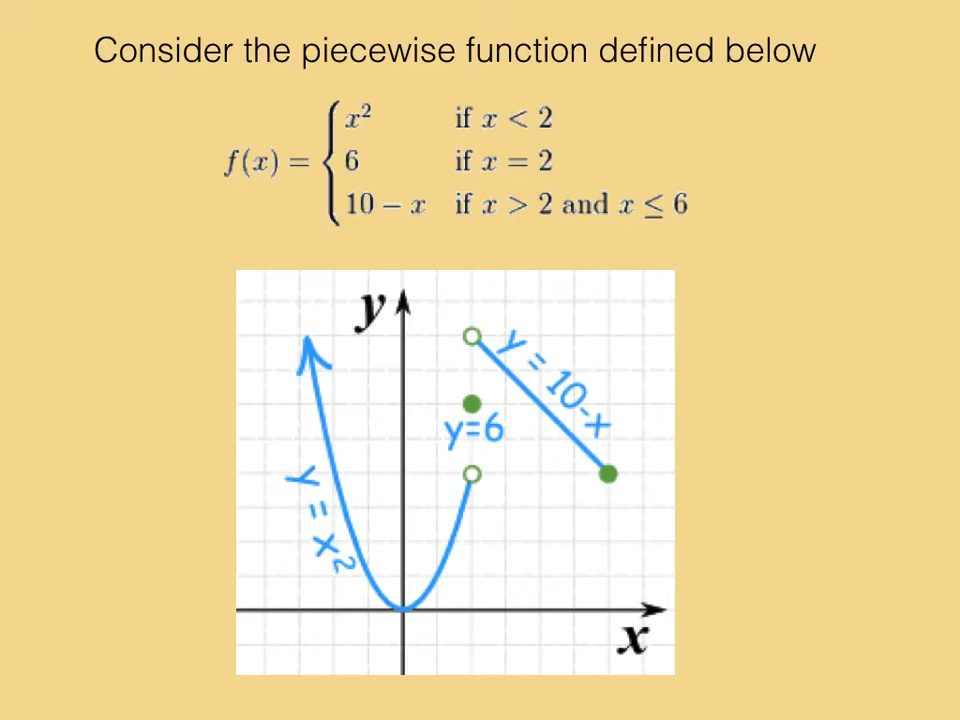 Consider the piecewise function defined below
f(x) = { x² if x < 2
6 if x = 2
10 − x if x > 2 and x ≤ 6
y
y = 10-x
y=6
y = x²
x